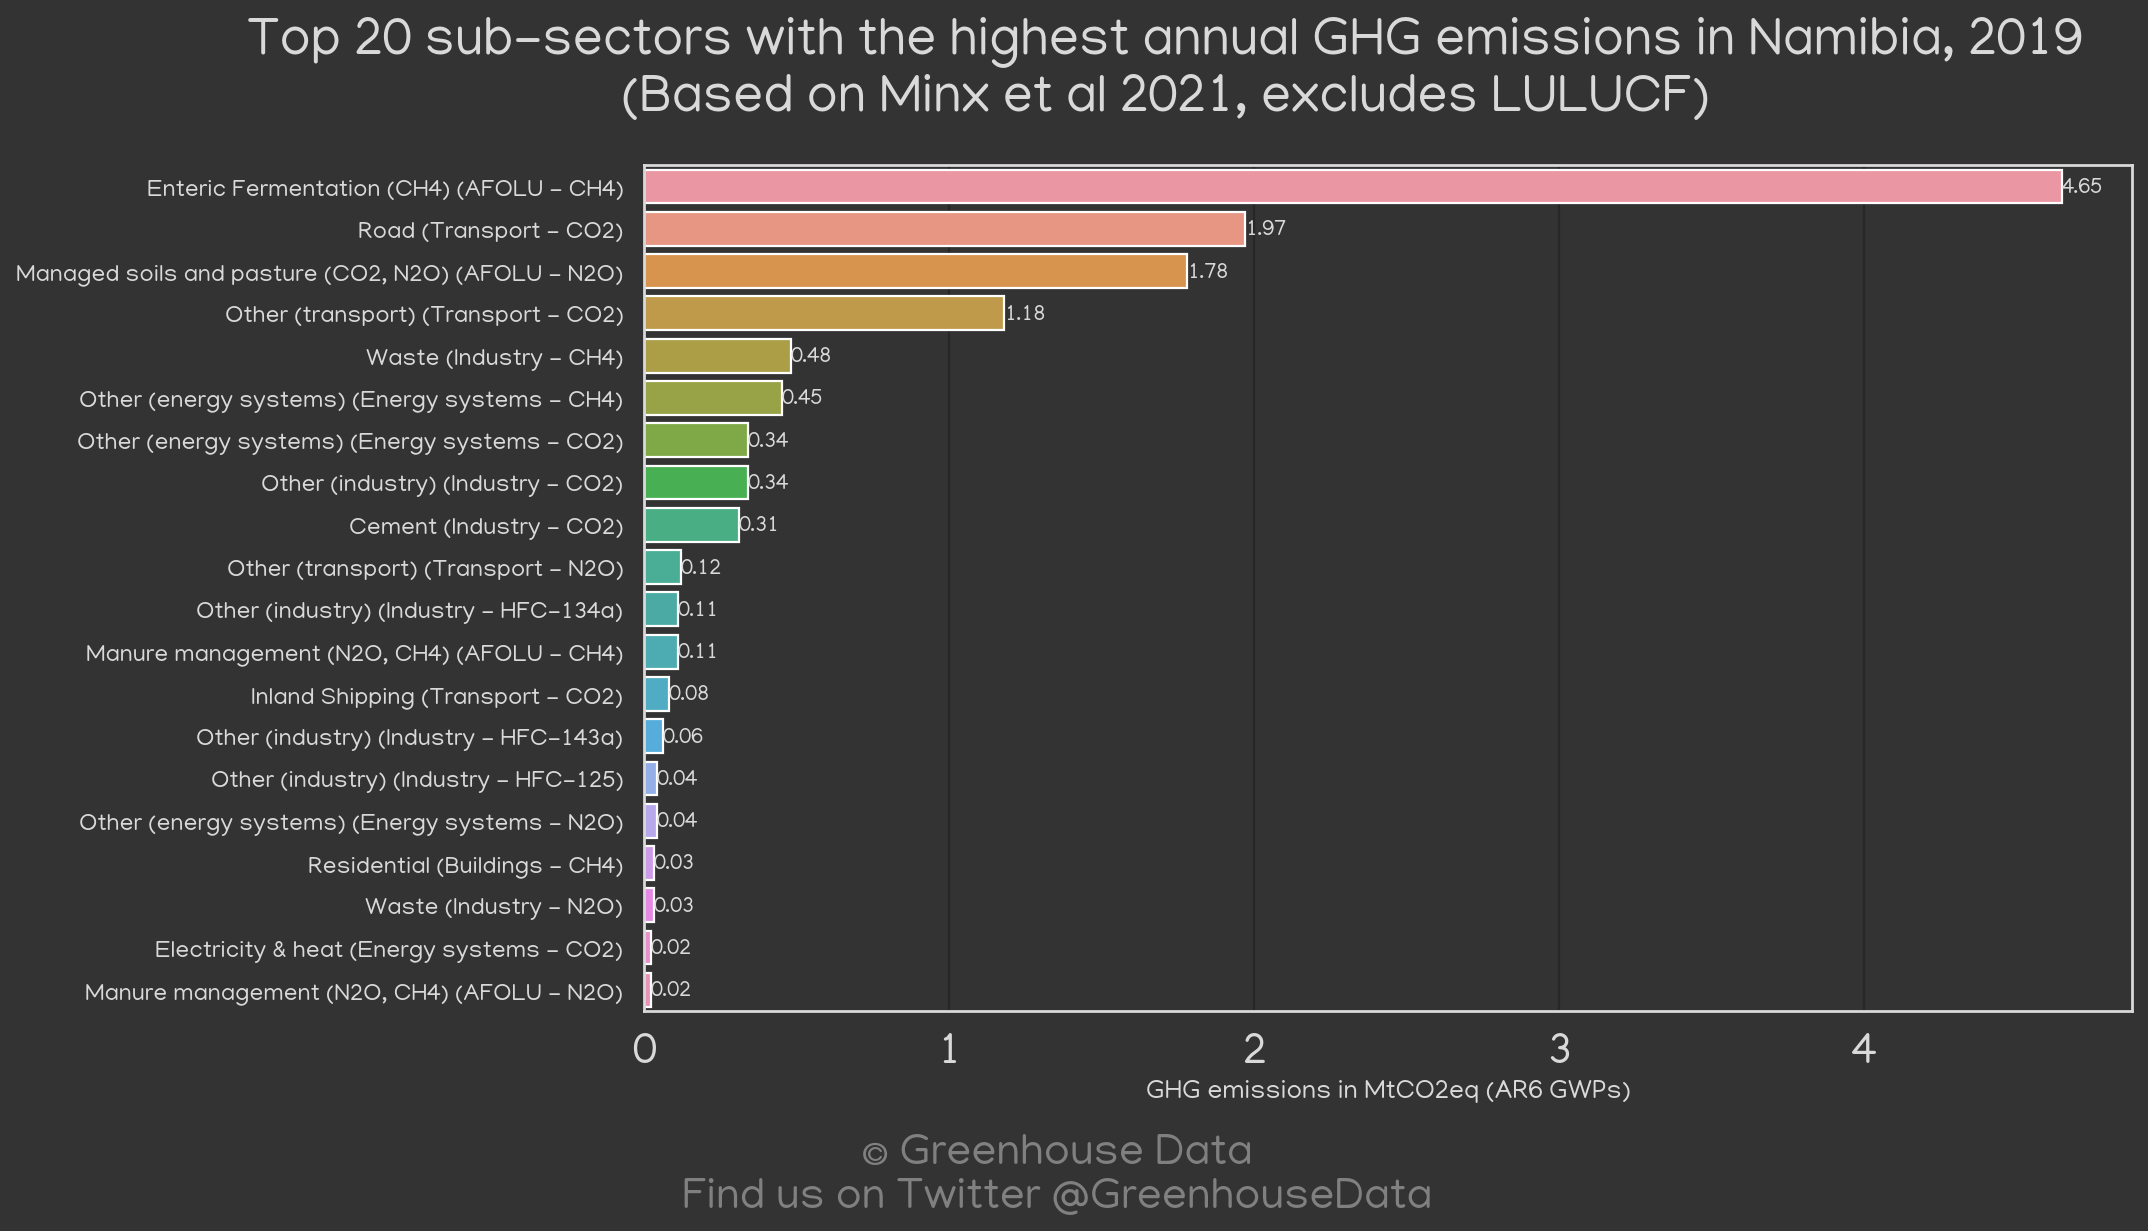 Top 20 sub-sectors with the highest annual GHG emissions in Namibia, 2019
(Based on Minx et al 2021, excludes LULUCF)
Enteric Fermentation (CH4) (AFOLU - CH4) 4.65
Road (Transport - CO2) 1.97
Managed soils and pasture (CO2, N2O) (AFOLU - N2O) 1.78
Other (transport) (Transport - CO2) 1.18
Waste (Industry - CH4) 0.48
Other (energy systems) (Energy systems - CH4) 0.45
Other (energy systems) (Energy systems - CO2) 0.34
Other (industry) (Industry - CO2) 0.34
Cement (Industry - CO2) 0.31
Other (transport) (Transport - N2O) 0.12
Other (industry) (Industry - HFC-134a) 0.11
Manure management (N2O, CH4) (AFOLU - CH4) 0.11
Inland Shipping (Transport - CO2) 0.08
Other (industry) (Industry - HFC-143a) 0.06
Other (industry) (Industry - HFC-125) 0.04
Other (energy systems) (Energy systems - N2O) 0.04
Residential (Buildings - CH4) 0.03
Waste (Industry - N2O) 0.03
Electricity & heat (Energy systems - CO2) 0.02
Manure management (N2O, CH4) (AFOLU - N2O) 0.02
0 1 2 3 4
GHG emissions in MtCO2eq (AR6 GWPs)
© Greenhouse Data
Find us on Twitter @GreenhouseData